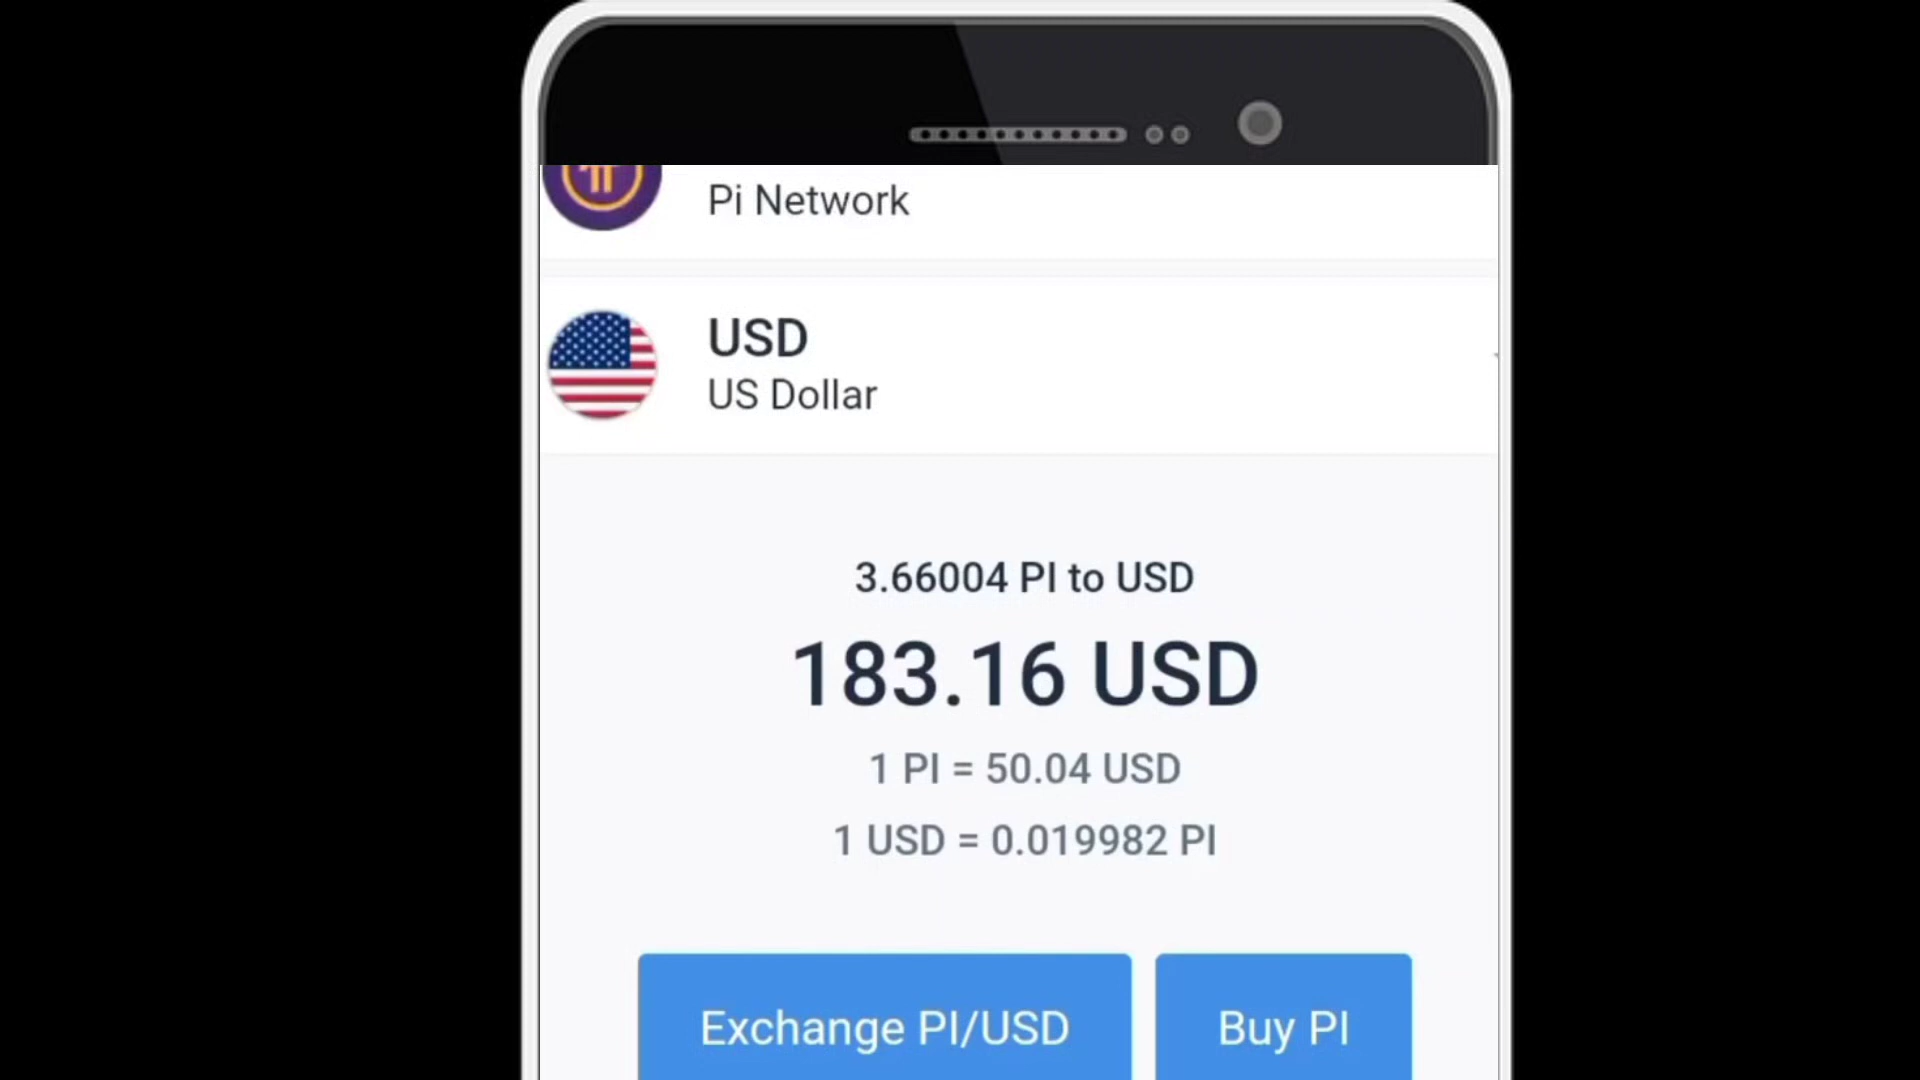 Pi Network
USD
US Dollar
3.66004 PI to USD
183.16 USD
1 PI = 50.04 USD
1 USD = 0.019982 PI
Exchange PI/USD
Buy PI